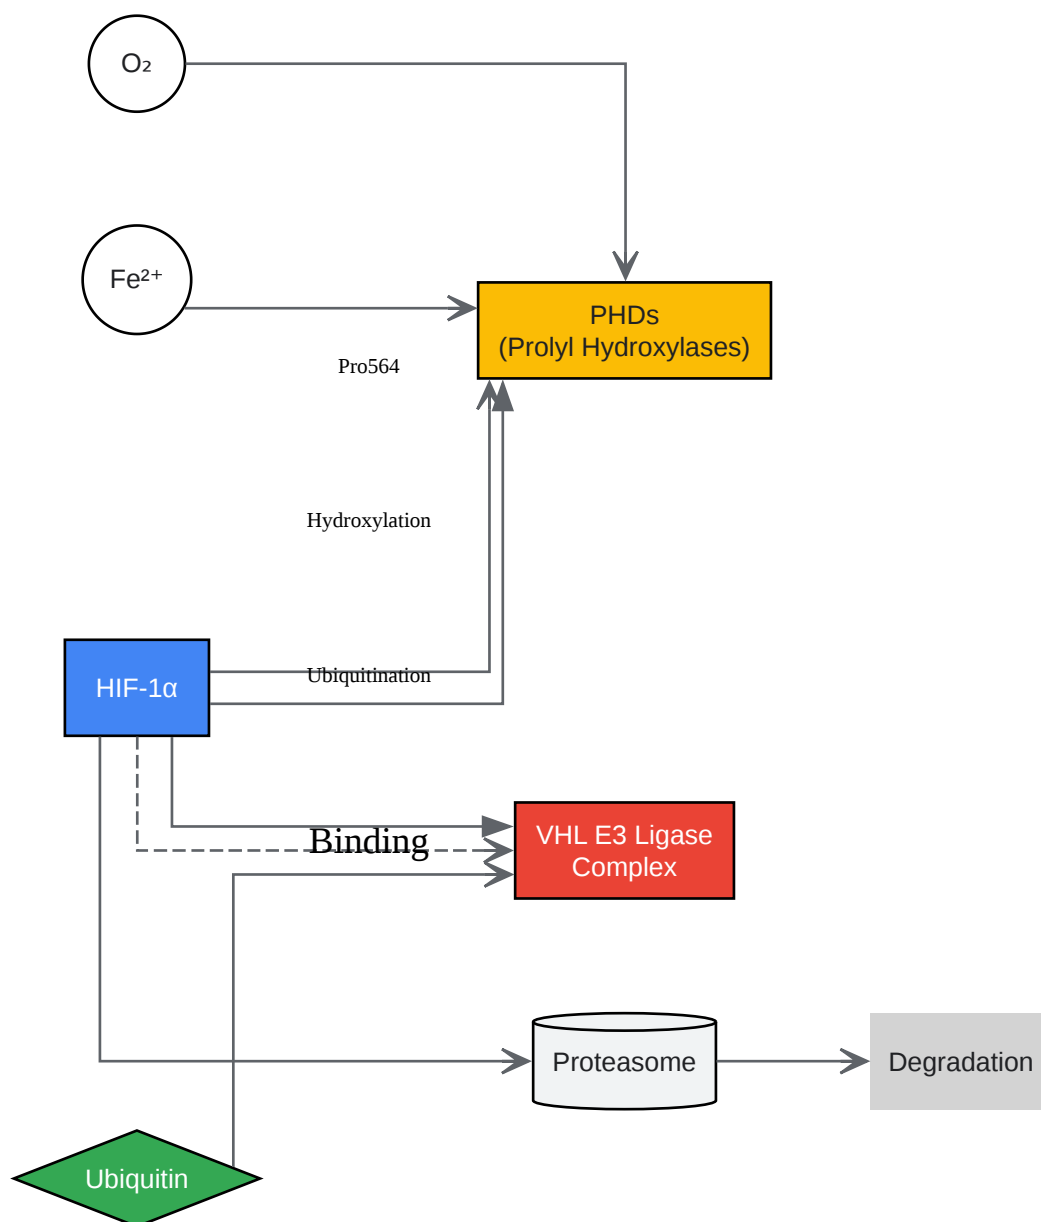 O₂
Fe²⁺
PHDs
(Prolyl Hydroxylases)
Pro564
Hydroxylation
Ubiquitination
HIF-1α
Binding
VHL E3 Ligase
Complex
Proteasome
Degradation
Ubiquitin